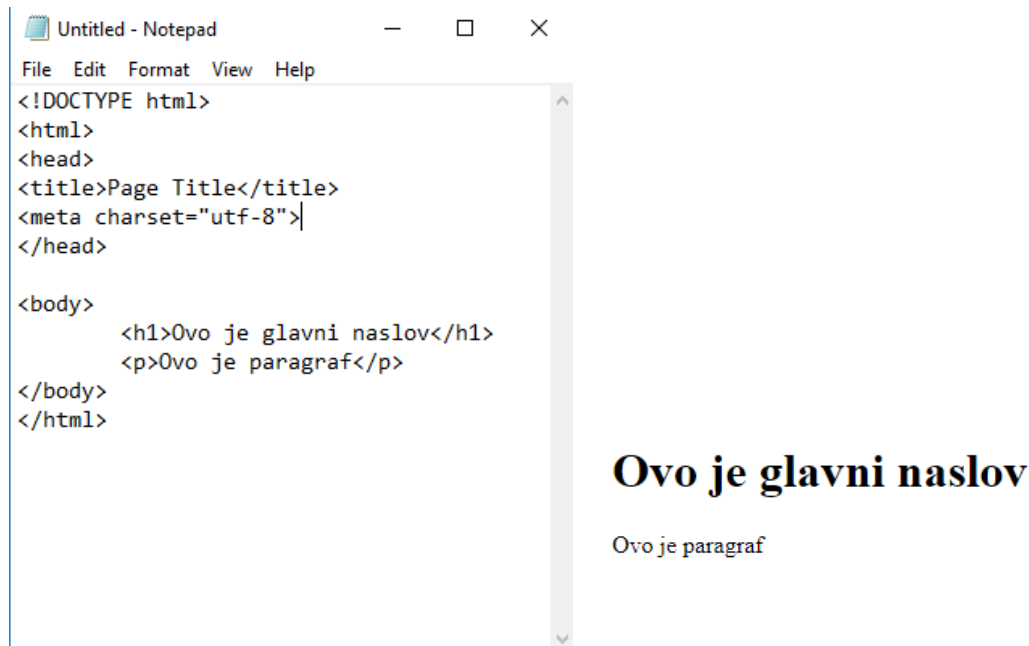 Untitled - Notepad
File Edit Format View Help
<!DOCTYPE html>
<html>
<head>
<title>Page Title</title>
<meta charset="utf-8">
</head>
<body>
<h1>Ovo je glavni naslov</h1>
<p>Ovo je paragraf</p>
</body>
</html>
Ovo je glavni naslov
Ovo je paragraf